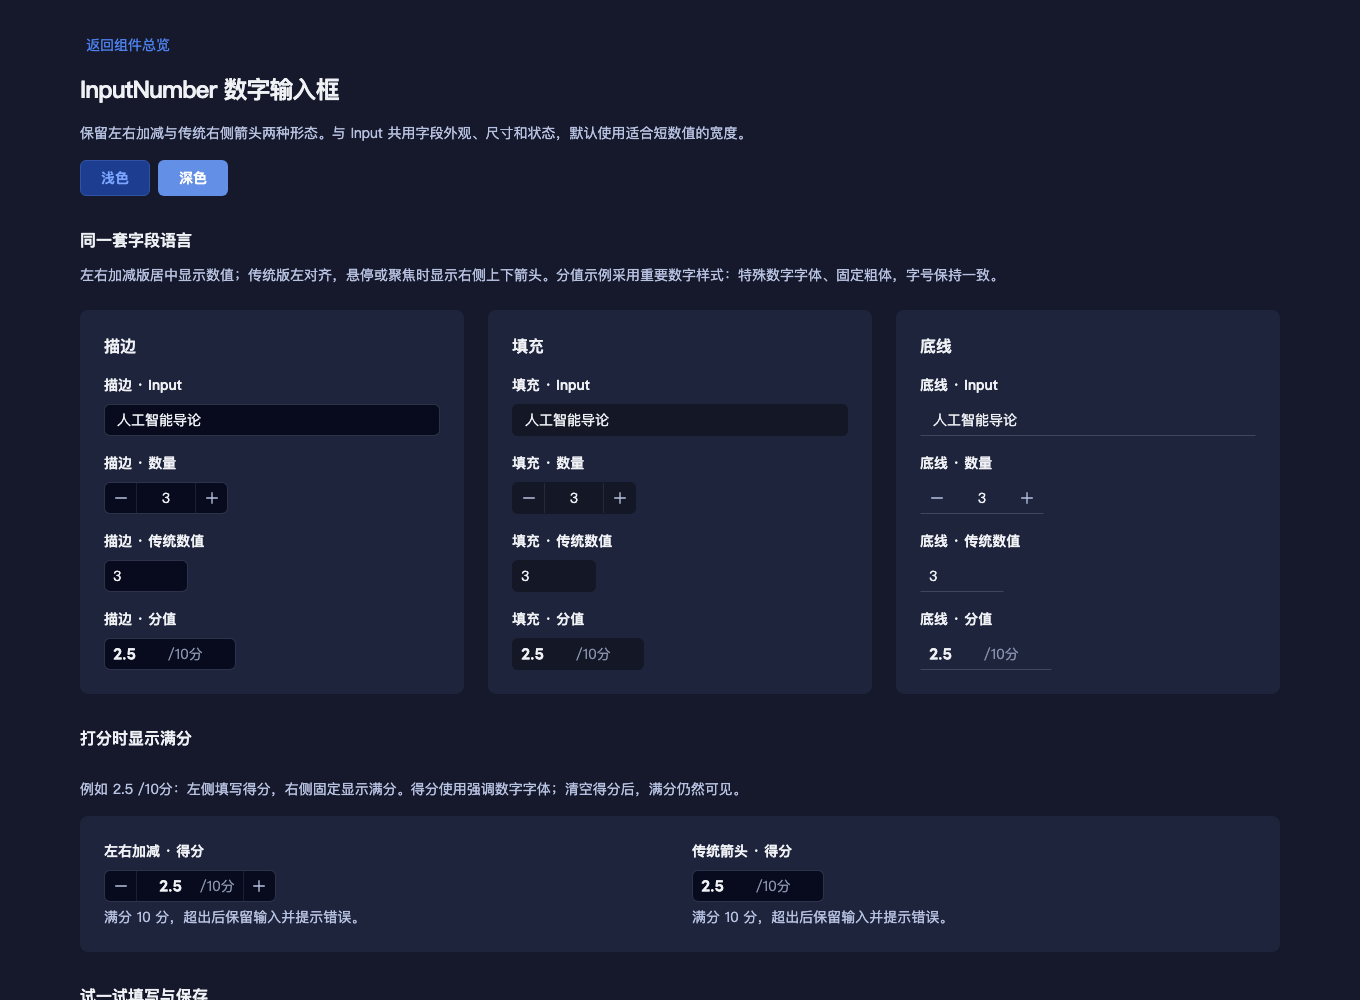 返回组件总览
InputNumber 数字输入框
保留左右加减与传统右侧箭头两种形态。与 Input 共用字段外观、尺寸和状态，默认使用适合短数值的宽度。
浅色
深色
同一套字段语言
左右加减版居中显示数值；传统版左对齐，悬停或聚焦时显示右侧上下箭头。分值示例采用重要数字样式：特殊数字字体、固定粗体，字号保持一致。
描边
描边 · Input
人工智能导论
描边 · 数量
− 3 +
描边 · 传统数值
3
描边 · 分值
2.5 /10分
填充
填充 · Input
人工智能导论
填充 · 数量
− 3 +
填充 · 传统数值
3
填充 · 分值
2.5 /10分
底线
底线 · Input
人工智能导论
底线 · 数量
− 3 +
底线 · 传统数值
3
底线 · 分值
2.5 /10分
打分时显示满分
例如 2.5 /10分：左侧填写得分，右侧固定显示满分。得分使用强调数字字体；清空得分后，满分仍然可见。
左右加减 · 得分
− 2.5 /10分 +
满分 10 分，超出后保留输入并提示错误。
传统箭头 · 得分
2.5 /10分
满分 10 分，超出后保留输入并提示错误。
试一试填写与保存